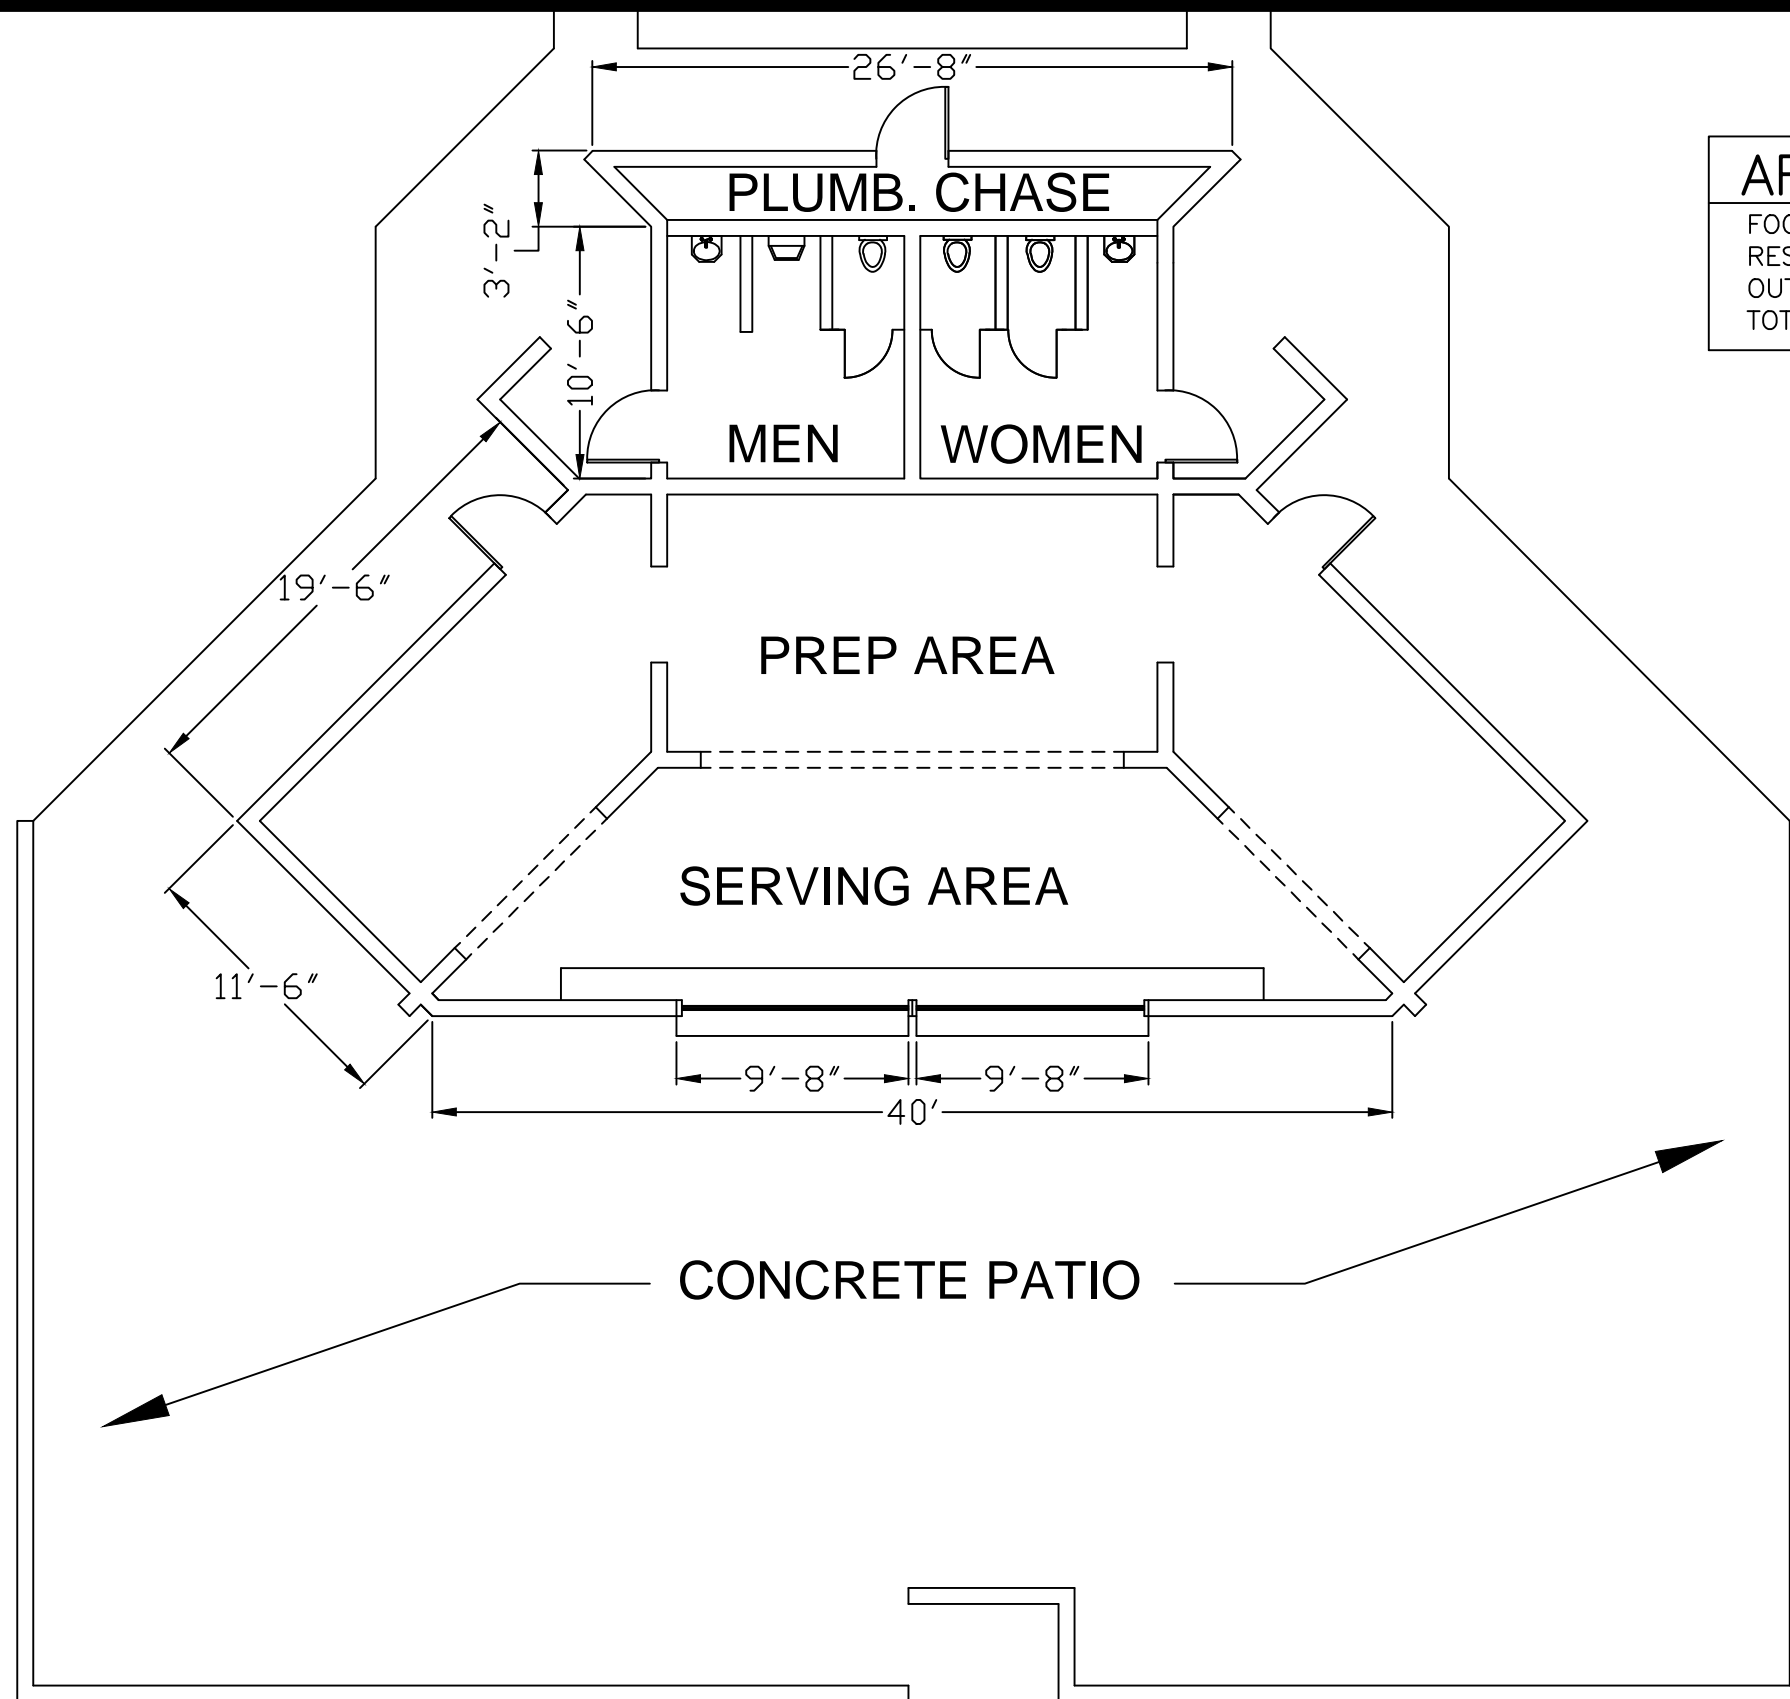 26'-8"
PLUMB. CHASE
3'-2"
10'-6"
MEN
WOMEN
19'-6"
PREP AREA
SERVING AREA
11'-6"
9'-8"
9'-8"
40'
CONCRETE PATIO